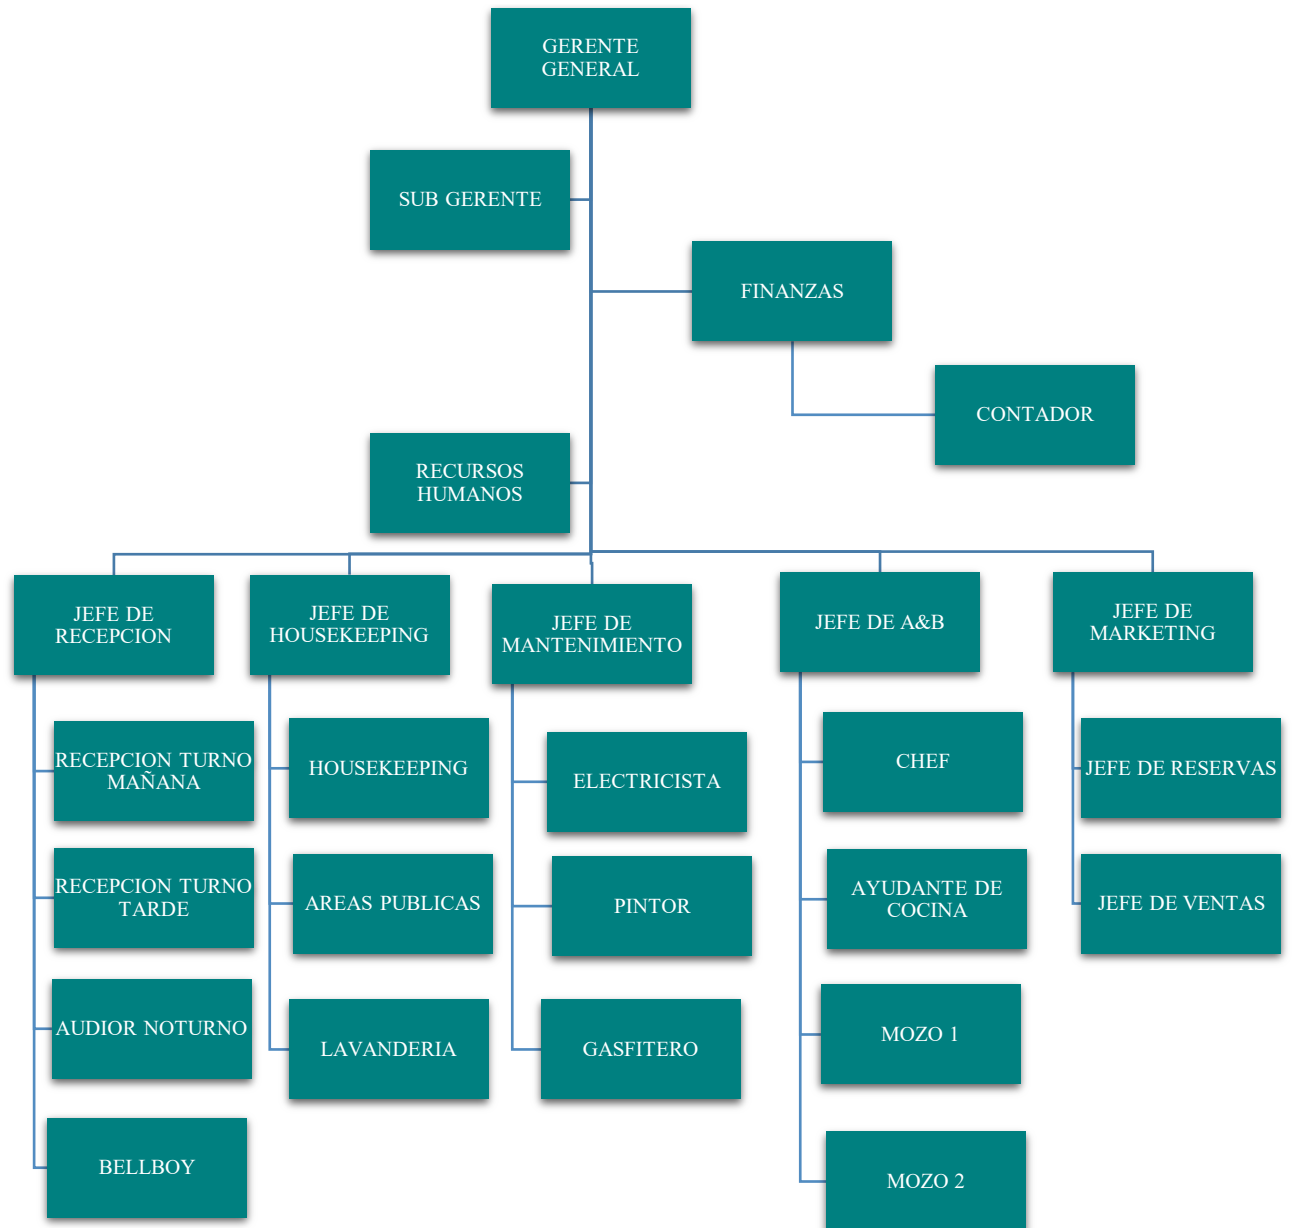 GERENTE
GENERAL
SUB GERENTE
FINANZAS
CONTADOR
RECURSOS
HUMANOS
JEFE DE
RECEPCION
JEFE DE
HOUSEKEEPING
JEFE DE
MANTENIMIENTO
JEFE DE A&B
JEFE DE
MARKETING
RECEPCION TURNO
MAÑANA
RECEPCION TURNO
TARDE
AUDIOR NOTURNO
BELLBOY
HOUSEKEEPING
AREAS PUBLICAS
LAVANDERIA
ELECTRICISTA
PINTOR
GASFITERO
CHEF
AYUDANTE DE
COCINA
MOZO 1
MOZO 2
JEFE DE RESERVAS
JEFE DE VENTAS